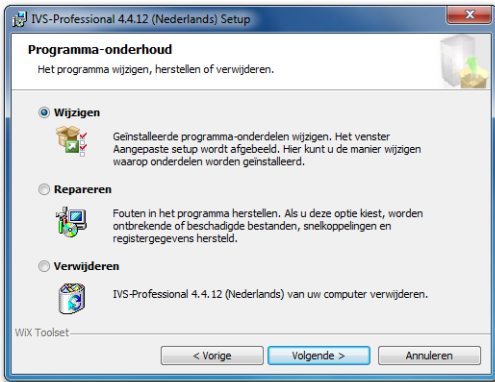 IVS-Professional 4.4.12 (Nederlands) Setup
Programma-onderhoud
Het programma wijzigen, herstellen of verwijderen.
Wijzigen
Geïnstalleerde programma-onderdelen wijzigen. Het venster
Aangepaste setup wordt afgebeeld. Hier kunt u de manier wijzigen
waarop onderdelen worden geïnstalleerd.
Repareren
Fouten in het programma herstellen. Als u deze optie kiest, worden
ontbrekende of beschadigde bestanden, snelkoppelingen en
registergegevens hersteld.
Verwijderen
IVS-Professional 4.4.12 (Nederlands) van uw computer verwijderen.
WiX Toolset
< Vorige
Volgende >
Annuleren